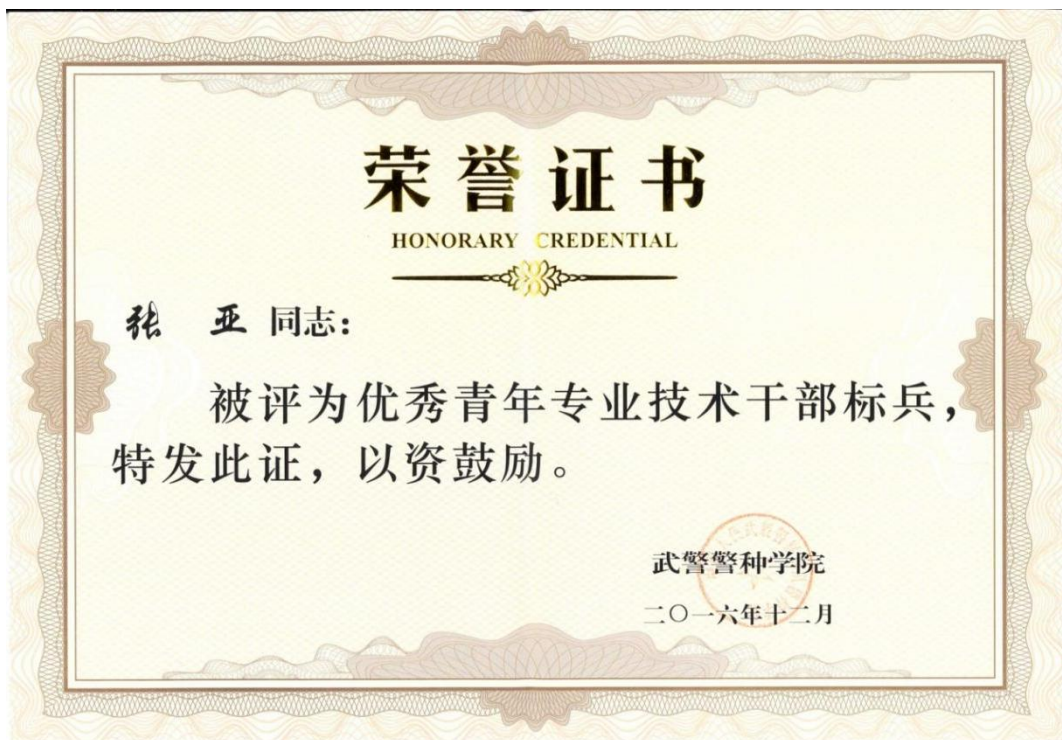 荣誉证书
HONORARY CREDENTIAL
张 亚 同志：
被评为优秀青年专业技术干部标兵，
特发此证，以资鼓励。
武警警种学院
二〇一六年十二月